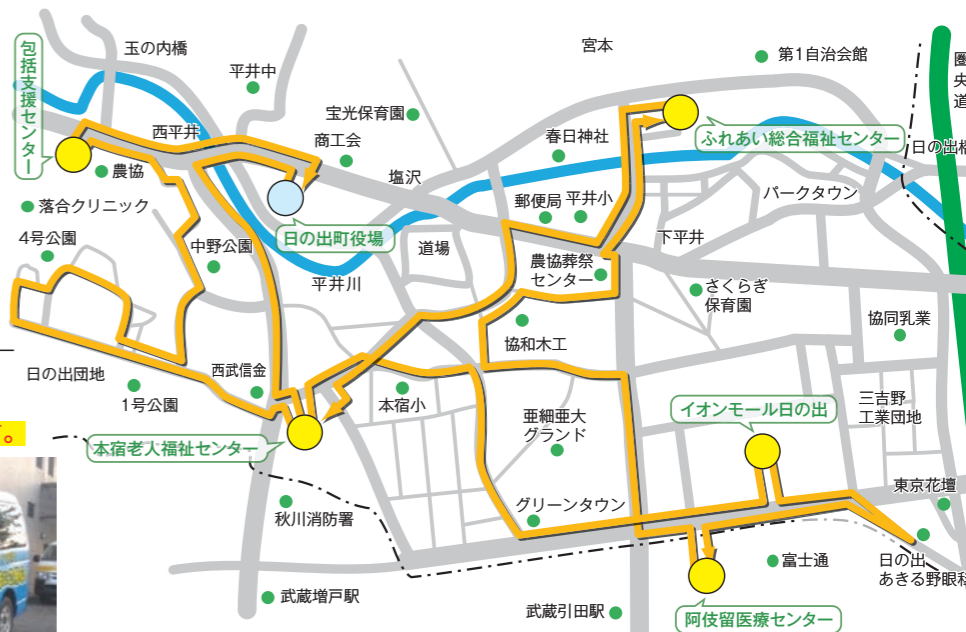 玉の内橋
宮本
第1自治会館
圏
央
道
包括支援センター
平井中
宝光保育園
商工会
西平井
春日神社
ふれあい総合福祉センター
農協
塩沢
落合クリニック
郵便局
平井小
パークタウン
4号公園
中野公園
日の出町役場
道場
下平井
平井川
農協葬祭
センター
さくらぎ
保育園
協同乳業
協和木工
日の出団地
1号公園
西武信金
本宿小
亜細亜大
グランド
イオンモール日の出
三吉野
工業団地
。
本宿老人福祉センター
秋川消防署
グリーンタウン
東京花壇
富士通
日の出
あきる野眼科
武蔵増戸駅
武蔵引田駅
阿伎留医療センター